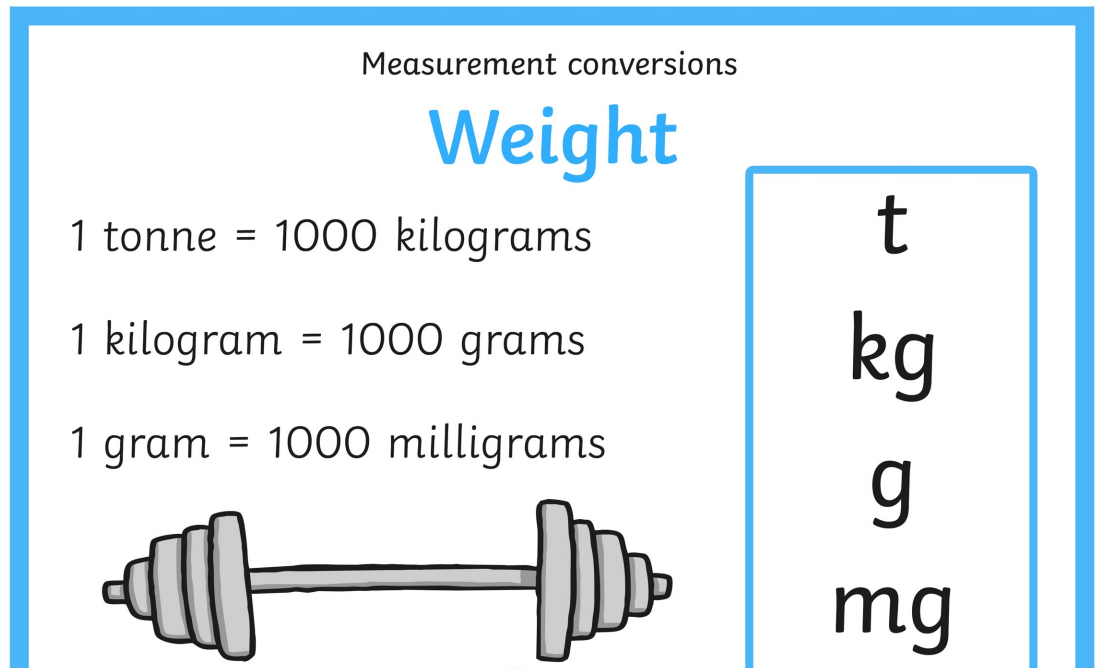 Measurement conversions
Weight
1 tonne = 1000 kilograms
1 kilogram = 1000 grams
1 gram = 1000 milligrams
t
kg
g
mg